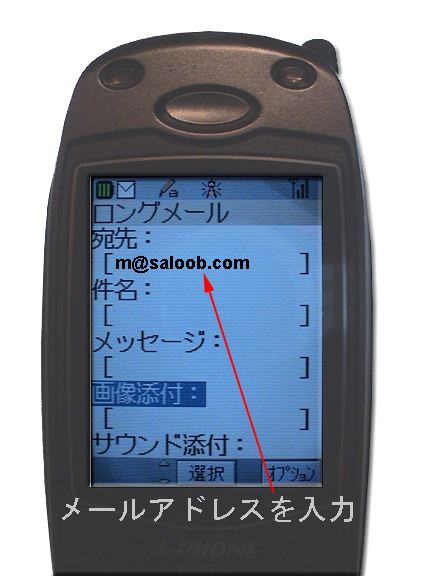 ロングメール
宛先：
[m@saloob.com ]
件名：
[ ]
メッセージ：
[ ]
画像添付：
[ ]
サウンド添付：
選択 ｵﾌﾟｼｮﾝ
メールアドレスを入力
J-PHONE